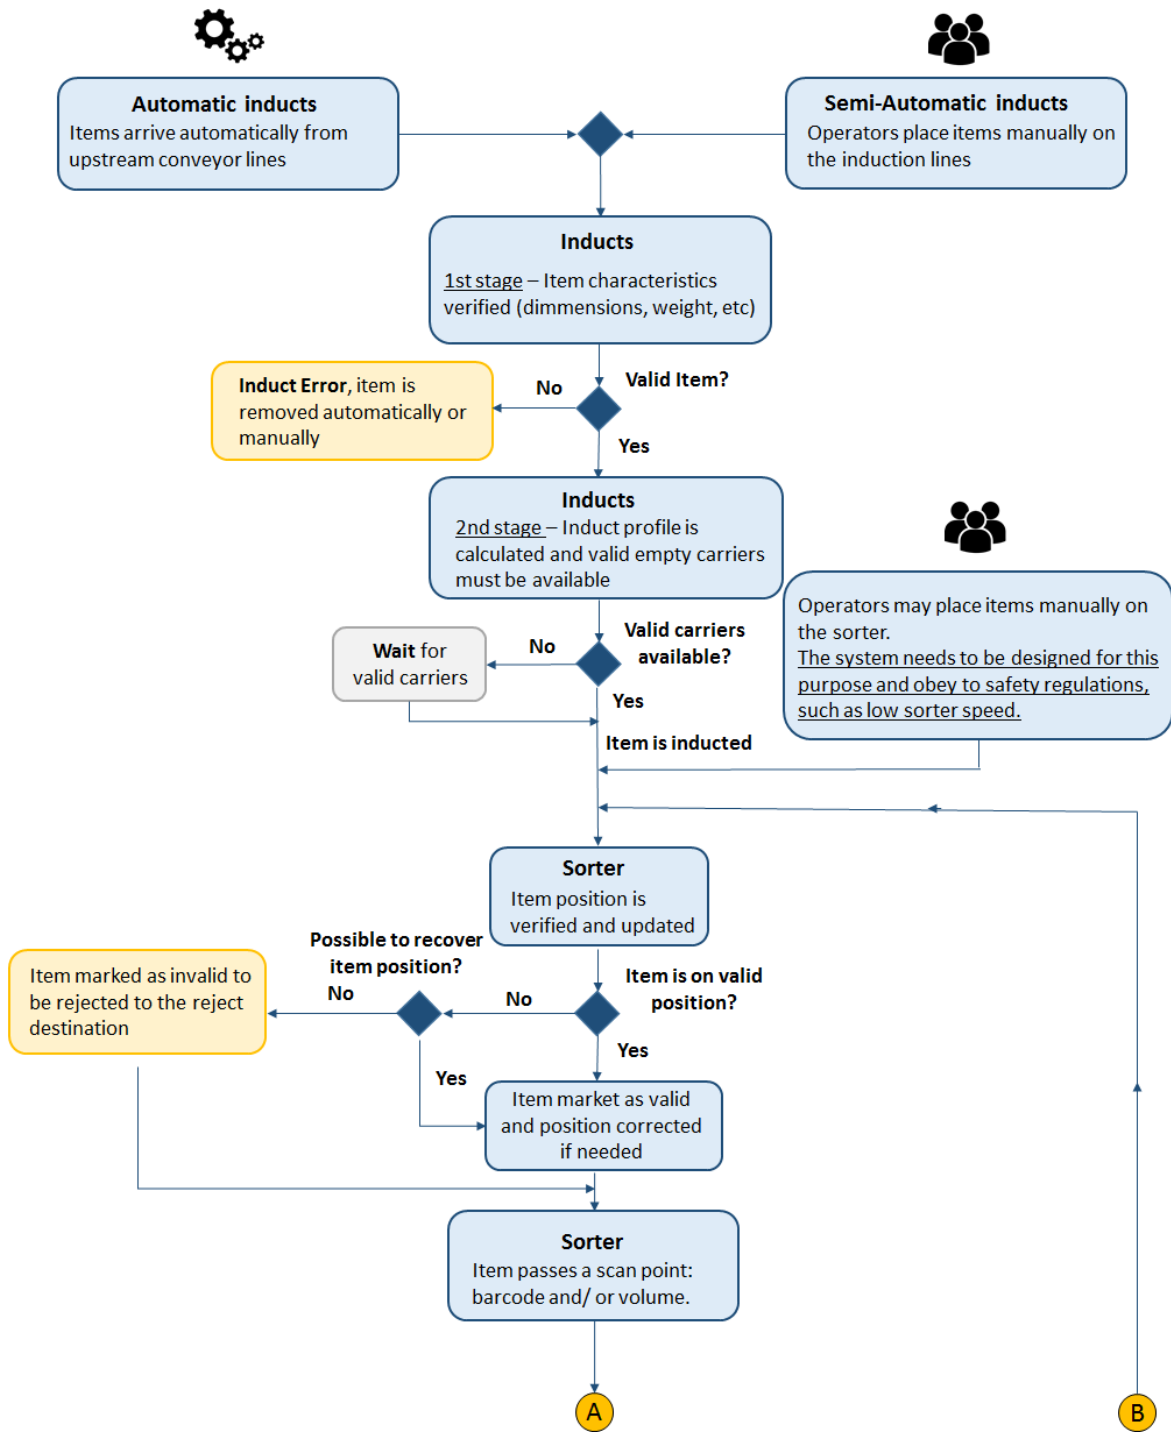 Automatic inducts
Items arrive automatically from
upstream conveyor lines
Semi-Automatic inducts
Operators place items manually on
the induction lines
Inducts
1st stage – Item characteristics
verified (dimmensions, weight, etc)
Valid Item?
No
Induct Error, item is
removed automatically or
manually
Yes
Inducts
2nd stage – Induct profile is
calculated and valid empty carriers
must be available
Operators may place items manually on
the sorter.
The system needs to be designed for this
purpose and obey to safety regulations,
such as low sorter speed.
Valid carriers
available?
No
Wait for
valid carriers
Yes
Item is inducted
Sorter
Item position is
verified and updated
Possible to recover
item position?
Item is on valid
position?
No
No
Item marked as invalid to
be rejected to the reject
destination
Yes
Yes
Item market as valid
and position corrected
if needed
Sorter
Item passes a scan point:
barcode and/ or volume.
A
B